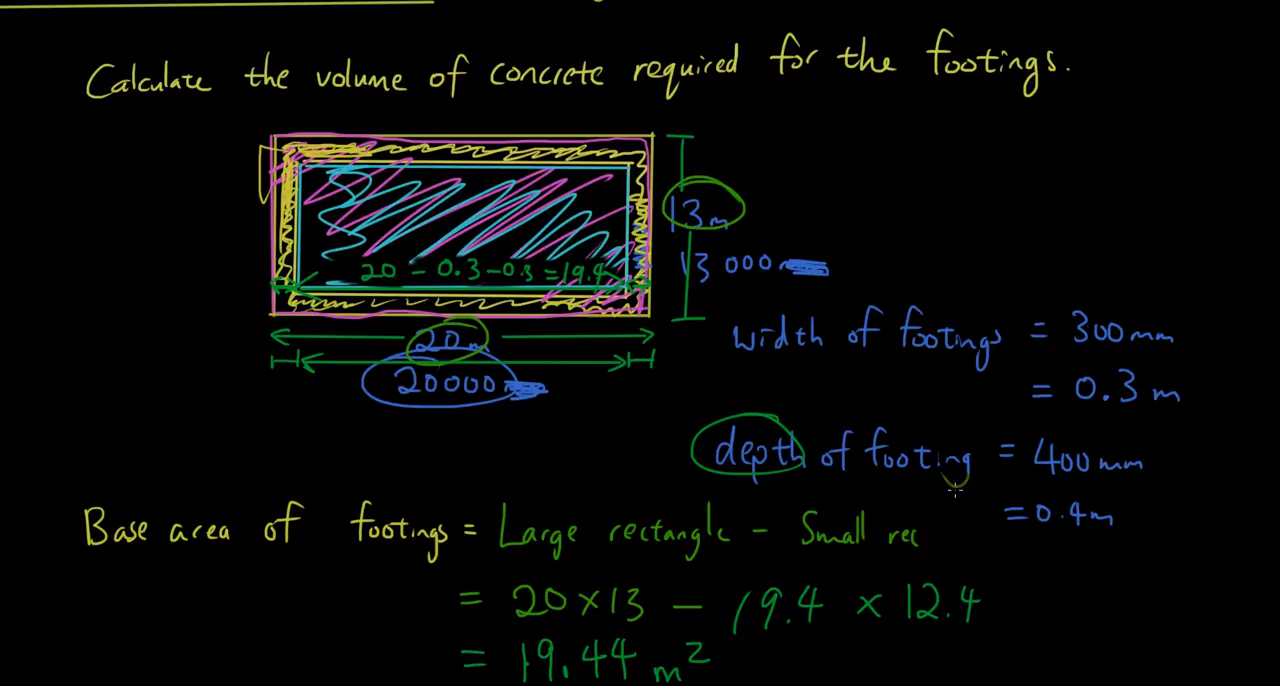 Calculate the volume of concrete required for the footings.
13m
13 000
20 - 0.3 - 0.3 = 19.4
20m
20000
width of footings = 300mm
= 0.3 m
depth of footing = 400mm
= 0.4m
Base area of footings = Large rectangle - Small rec
= 20 × 13 - 19.4 × 12.4
= 19.44 m²